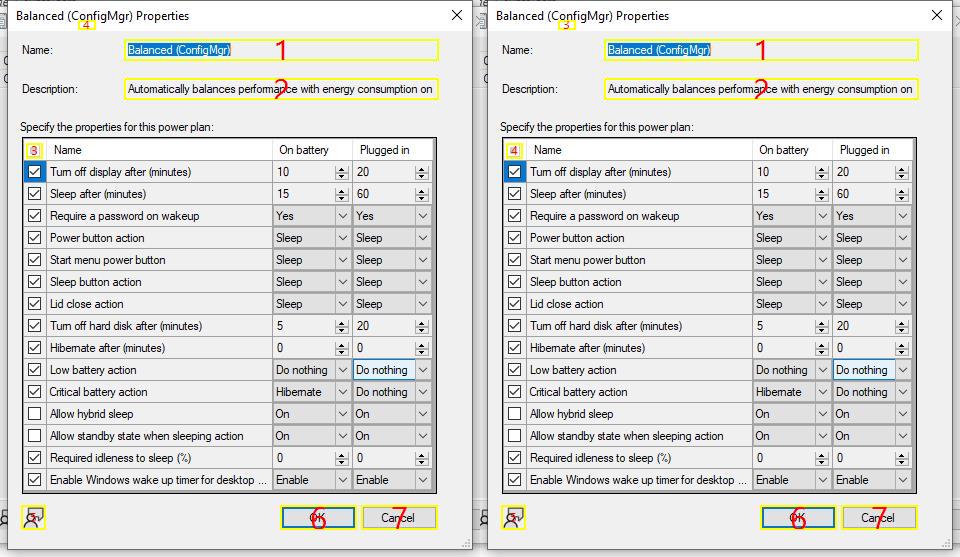 Balanced (ConfigMgr) Properties
4
Name:
Balanced (ConfigMgr)
1
Description:
Automatically balances performance with energy consumption on
2
Specify the properties for this power plan:
3 Name On battery Plugged in
Turn off display after (minutes) 10 20
Sleep after (minutes) 15 60
Require a password on wakeup Yes Yes
Power button action Sleep Sleep
Start menu power button Sleep Sleep
Sleep button action Sleep Sleep
Lid close action Sleep Sleep
Turn off hard disk after (minutes) 5 20
Hibernate after (minutes) 0 0
Low battery action Do nothing Do nothing
Critical battery action Hibernate Do nothing
Allow hybrid sleep On On
Allow standby state when sleeping action On On
Required idleness to sleep (%) 0 0
Enable Windows wake up timer for desktop ... Enable Enable
5
OK
6
Cancel
7
Balanced (ConfigMgr) Properties
3
Name:
Balanced (ConfigMgr)
1
Description:
Automatically balances performance with energy consumption on
2
Specify the properties for this power plan:
4 Name On battery Plugged in
Turn off display after (minutes) 10 20
Sleep after (minutes) 15 60
Require a password on wakeup Yes Yes
Power button action Sleep Sleep
Start menu power button Sleep Sleep
Sleep button action Sleep Sleep
Lid close action Sleep Sleep
Turn off hard disk after (minutes) 5 20
Hibernate after (minutes) 0 0
Low battery action Do nothing Do nothing
Critical battery action Hibernate Do nothing
Allow hybrid sleep On On
Allow standby state when sleeping action On On
Required idleness to sleep (%) 0 0
Enable Windows wake up timer for desktop ... Enable Enable
5
OK
6
Cancel
7